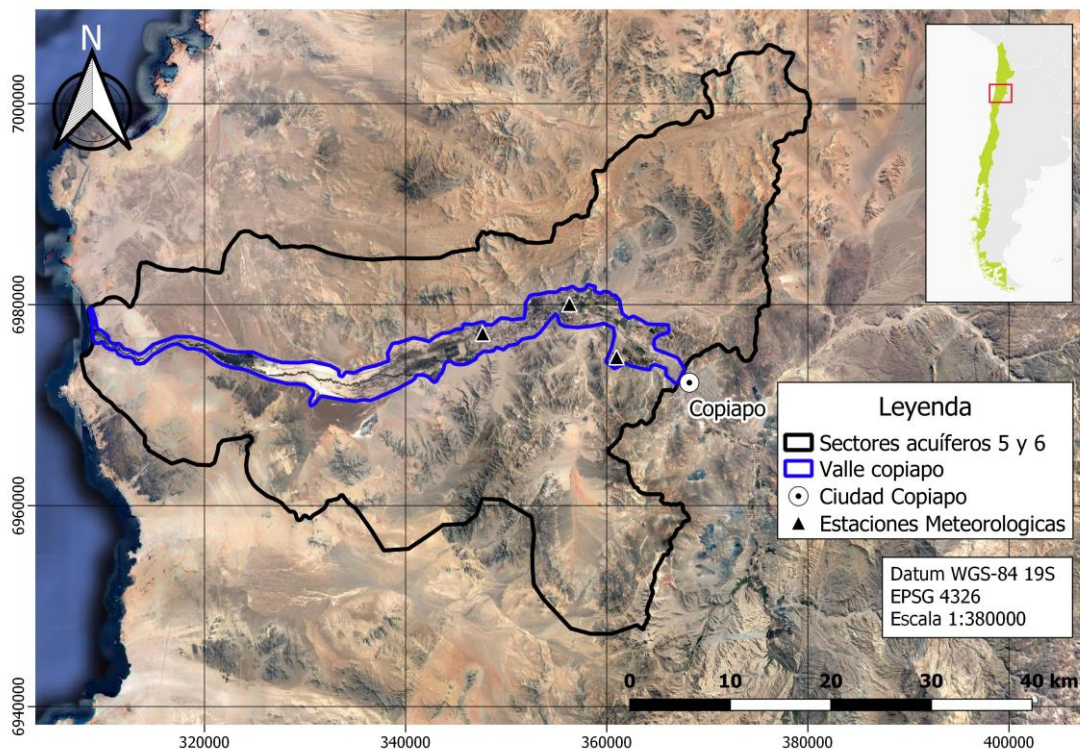 N
7000000
6980000
6960000
6940000
Copiapo
Leyenda
Sectores acuíferos 5 y 6
Valle copiapo
Ciudad Copiapo
Estaciones Meteorologicas
Datum WGS-84 19S
EPSG 4326
Escala 1:380000
0 10 20 30 40 km
320000 340000 360000 380000 400000